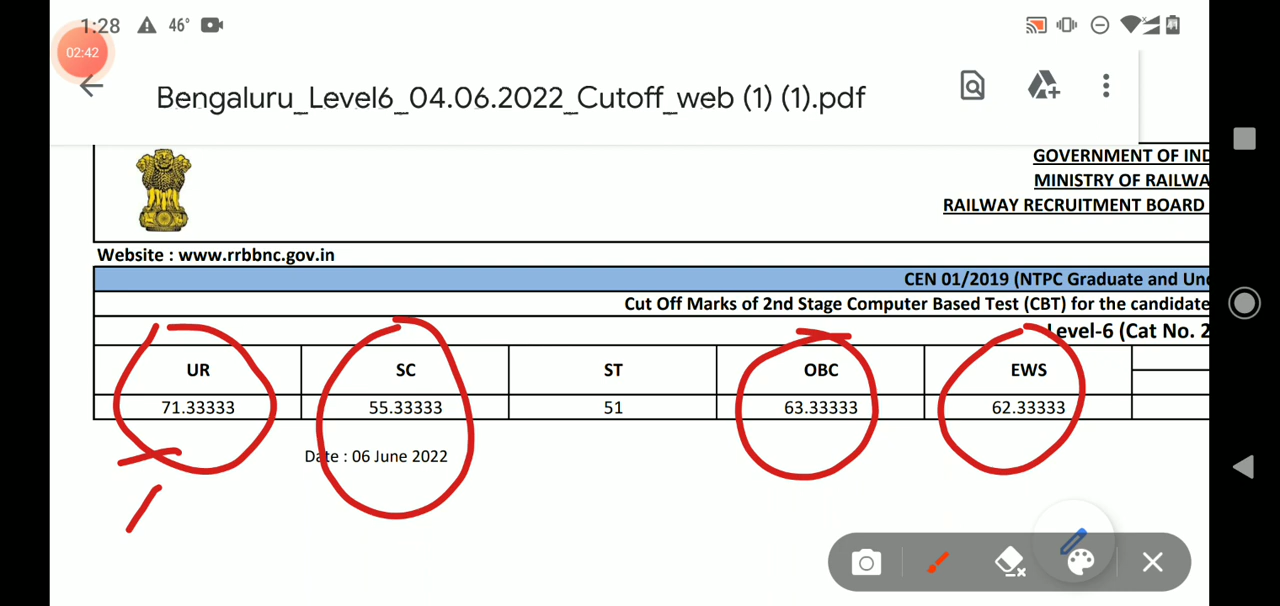 1:28 46°
02:42
Bengaluru_Level6_04.06.2022_Cutoff_web (1) (1).pdf
GOVERNMENT OF IND
MINISTRY OF RAILWA
RAILWAY RECRUITMENT BOARD
Website : www.rrbbnc.gov.in
CEN 01/2019 (NTPC Graduate and Und
Cut Off Marks of 2nd Stage Computer Based Test (CBT) for the candidate
Level-6 (Cat No. 2
UR SC ST OBC EWS
71.33333 55.33333 51 63.33333 62.33333
Date : 06 June 2022